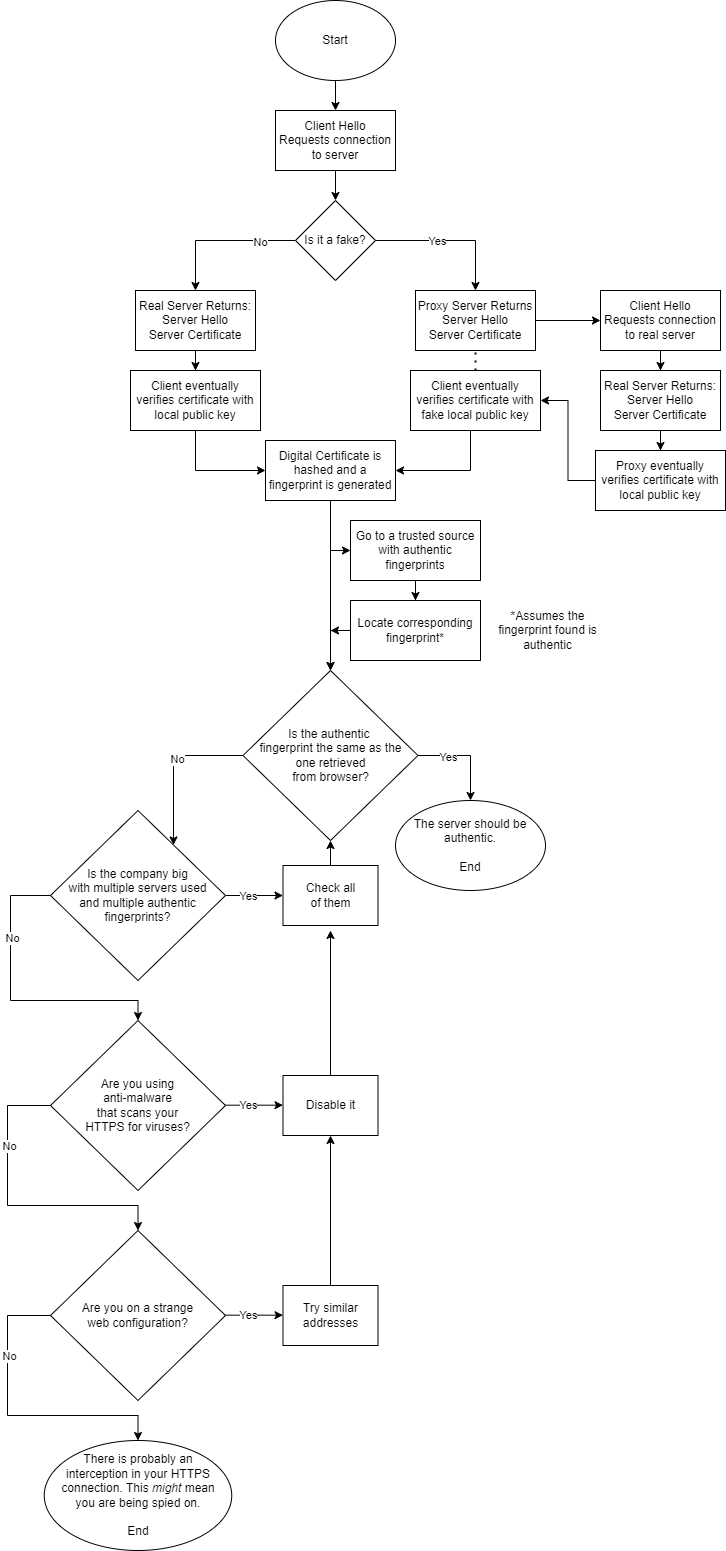 Start
Client Hello
Requests connection
to server
Is it a fake?
No
Yes
Real Server Returns:
Server Hello
Server Certificate
Proxy Server Returns
Server Hello
Server Certificate
Client Hello
Requests connection
to real server
Client eventually
verifies certificate with
local public key
Client eventually
verifies certificate with
fake local public key
Real Server Returns:
Server Hello
Server Certificate
Proxy eventually
verifies certificate with
local public key
Digital Certificate is
hashed and a
fingerprint is generated
Go to a trusted source
with authentic
fingerprints
Locate corresponding
fingerprint*
*Assumes the
fingerprint found is
authentic
Is the authentic
fingerprint the same as the
one retrieved
from browser?
No
Yes
The server should be
authentic.
End
Is the company big
with multiple servers used
and multiple authentic
fingerprints?
Yes
Check all
of them
No
Are you using
anti-malware
that scans your
HTTPS for viruses?
Yes
Disable it
No
Are you on a strange
web configuration?
Yes
Try similar
addresses
No
There is probably an
interception in your HTTPS
connection. This might mean
you are being spied on.
End